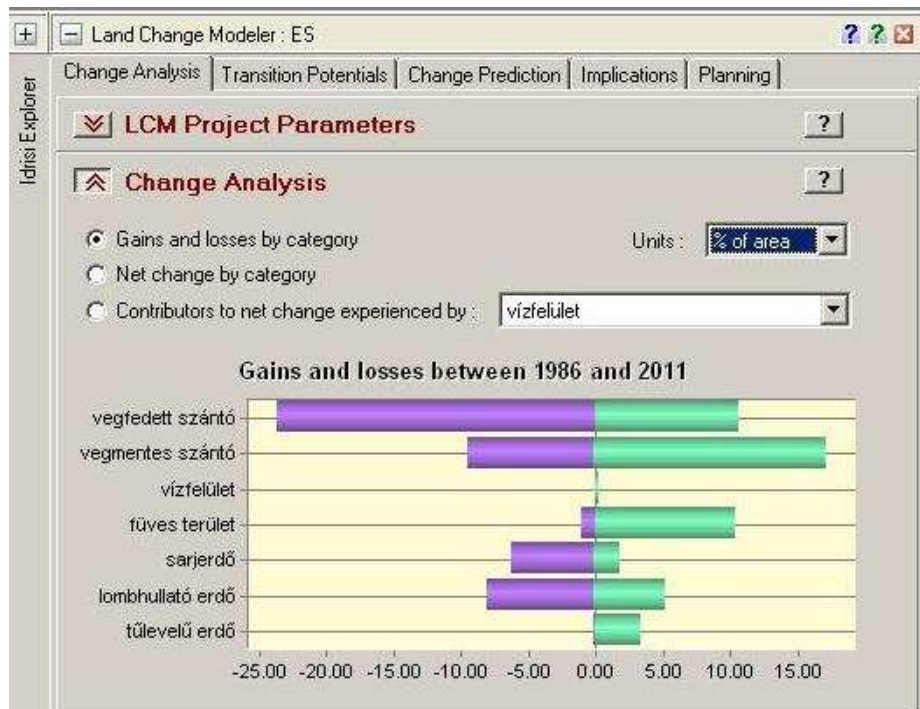 + − Land Change Modeler : ES ? ?
Idrisi Explorer
Change Analysis Transition Potentials Change Prediction Implications Planning
LCM Project Parameters ?
Change Analysis ?
Gains and losses by category Units : % of area
Net change by category
Contributors to net change experienced by : vízfelület
Gains and losses between 1986 and 2011
vegfedett szántó
vegmentes szántó
vízfelület
füves terület
sarjerdő
lombhullató erdő
tűlevelű erdő
-25.00 -20.00 -15.00 -10.00 -5.00 0.00 5.00 10.00 15.00